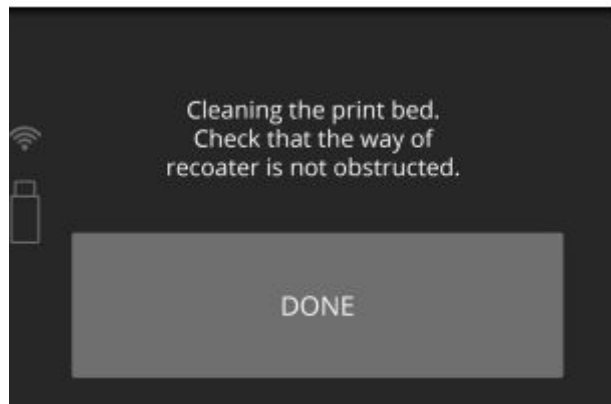 Cleaning the print bed.
Check that the way of
recoater is not obstructed.
DONE